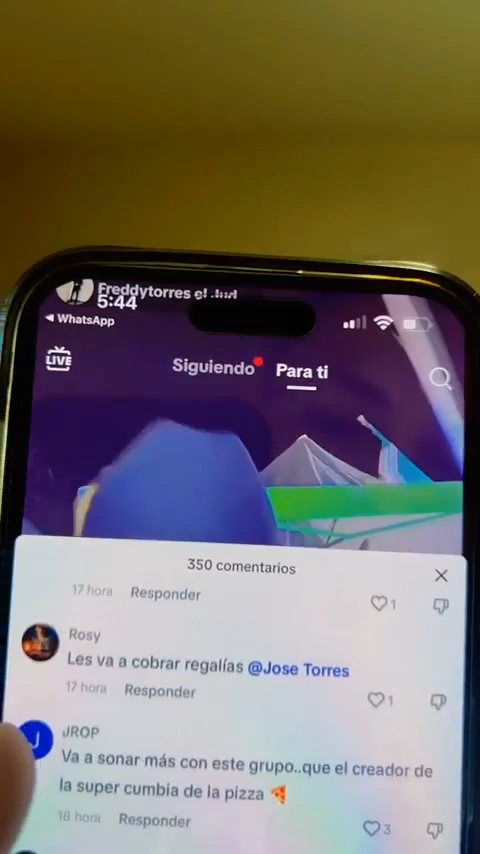 Freddytorres el Jud
5:44
WhatsApp
LIVE
Siguiendo
Para ti
350 comentarios
17 hora Responder 1
Rosy
Les va a cobrar regalías @Jose Torres
17 hora Responder 1
J
JROP
Va a sonar más con este grupo..que el creador de
la super cumbia de la pizza 🍕
18 hora Responder 3